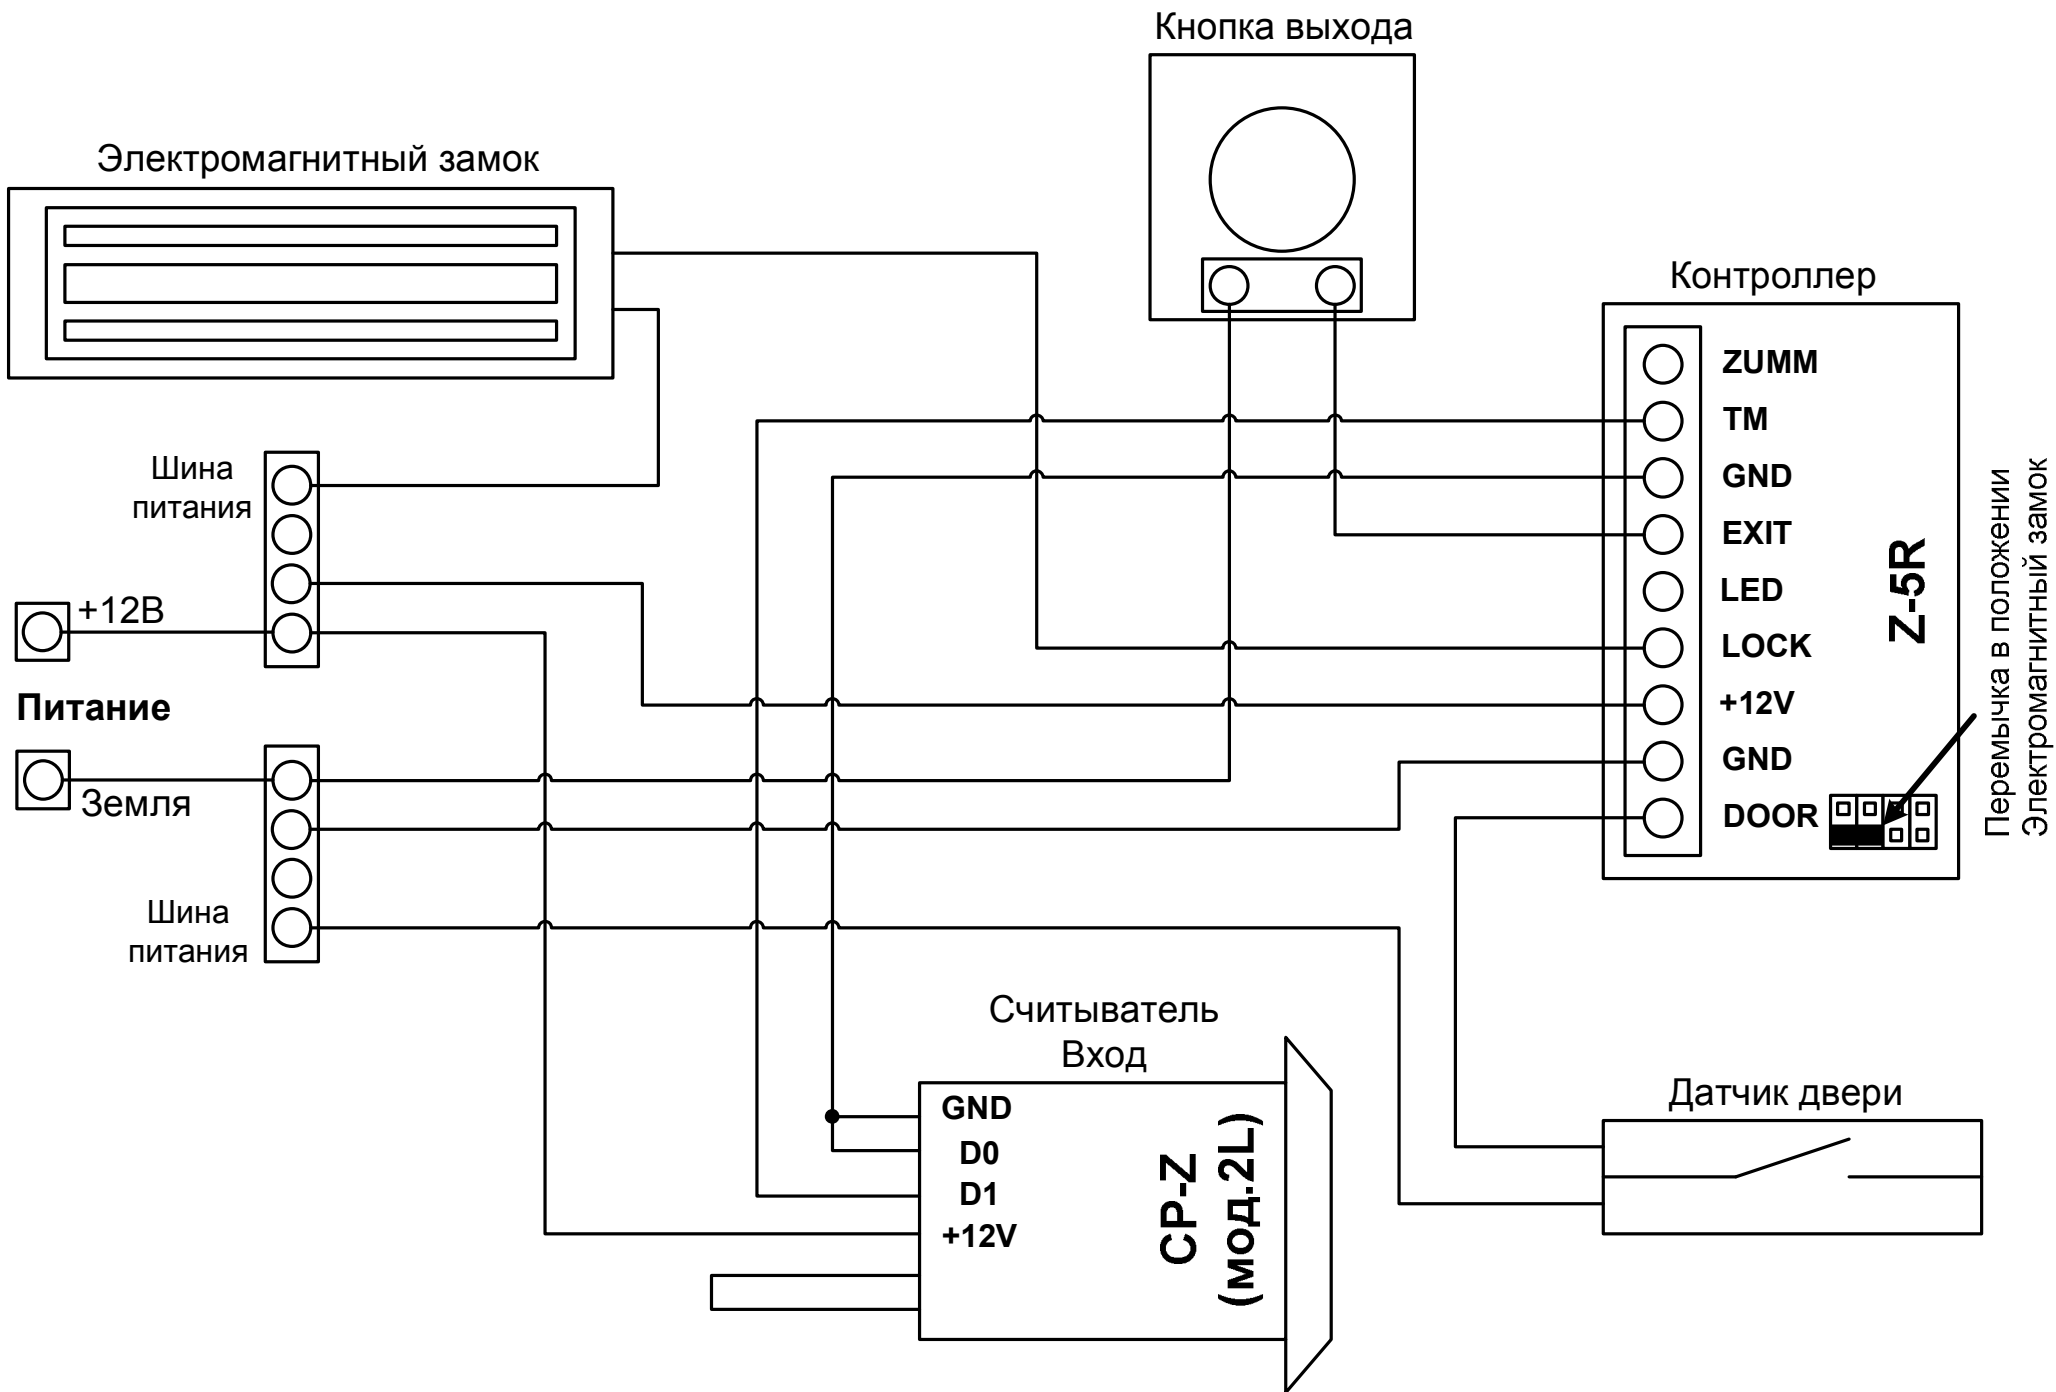 Кнопка выхода
Электромагнитный замок
Контроллер
ZUMM
TM
GND
EXIT
LED
LOCK
+12V
GND
DOOR
Z-5R
Перемычка в положении
Электромагнитный замок
Шина
питания
+12В
Питание
Земля
Шина
питания
Считыватель
Вход
GND
D0
D1
+12V
CP-Z
(мод.2L)
Датчик двери